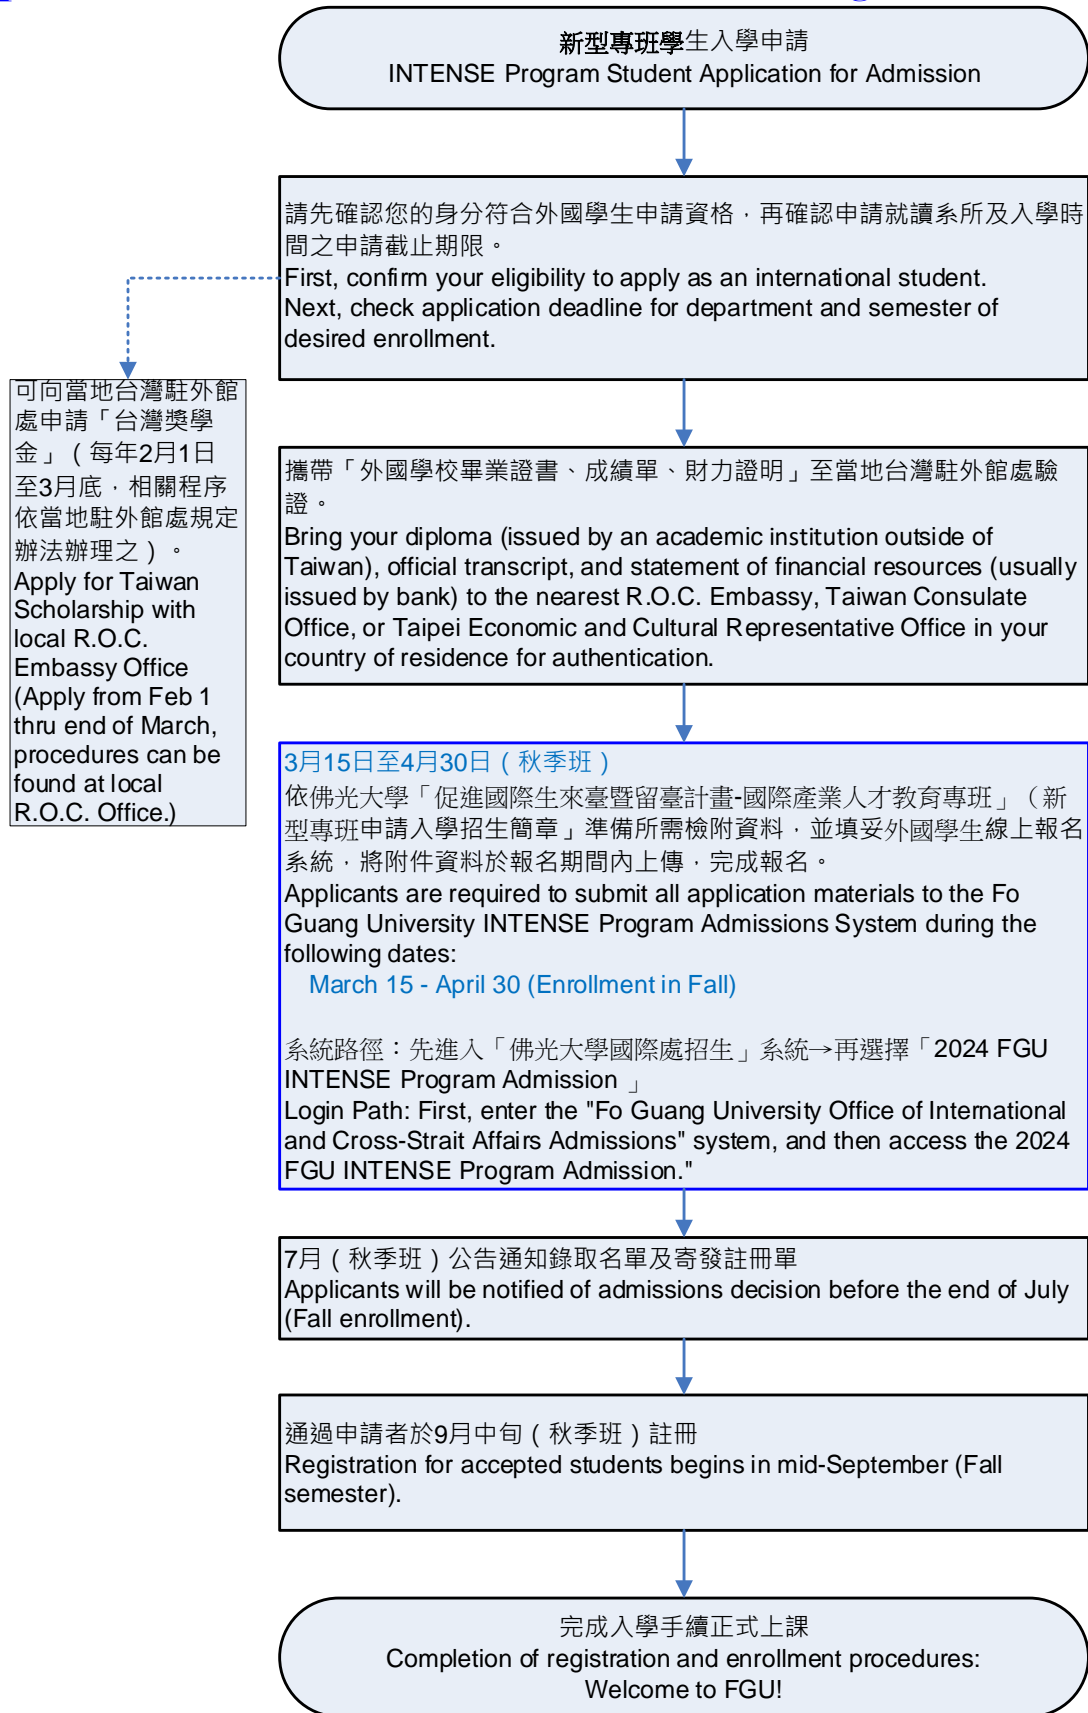 新型專班學生入學申請
INTENSE Program Student Application for Admission
請先確認您的身分符合外國學生申請資格，再確認申請就讀系所及入學時
間之申請截止期限。
First, confirm your eligibility to apply as an international student.
Next, check application deadline for department and semester of
desired enrollment.
可向當地台灣駐外館
處申請「台灣獎學
金」（每年2月1日
至3月底，相關程序
依當地駐外館處規定
辦法辦理之）。
Apply for Taiwan
Scholarship with
local R.O.C.
Embassy Office
(Apply from Feb 1
thru end of March,
procedures can be
found at local
R.O.C. Office.)
攜帶「外國學校畢業證書、成績單、財力證明」至當地台灣駐外館處驗
證。
Bring your diploma (issued by an academic institution outside of
Taiwan), official transcript, and statement of financial resources (usually
issued by bank) to the nearest R.O.C. Embassy, Taiwan Consulate
Office, or Taipei Economic and Cultural Representative Office in your
country of residence for authentication.
3月15日至4月30日（秋季班）
依佛光大學「促進國際生來臺暨留臺計畫-國際產業人才教育專班」（新
型專班申請入學招生簡章」準備所需檢附資料，並填妥外國學生線上報名
系統，將附件資料於報名期間內上傳，完成報名。
Applicants are required to submit all application materials to the Fo
Guang University INTENSE Program Admissions System during the
following dates:
March 15 - April 30 (Enrollment in Fall)
系統路徑：先進入「佛光大學國際處招生」系統→再選擇「2024 FGU
INTENSE Program Admission 」
Login Path: First, enter the "Fo Guang University Office of International
and Cross-Strait Affairs Admissions" system, and then access the 2024
FGU INTENSE Program Admission."
7月（秋季班）公告通知錄取名單及寄發註冊單
Applicants will be notified of admissions decision before the end of July
(Fall enrollment).
通過申請者於9月中旬（秋季班）註冊
Registration for accepted students begins in mid-September (Fall
semester).
完成入學手續正式上課
Completion of registration and enrollment procedures:
Welcome to FGU!